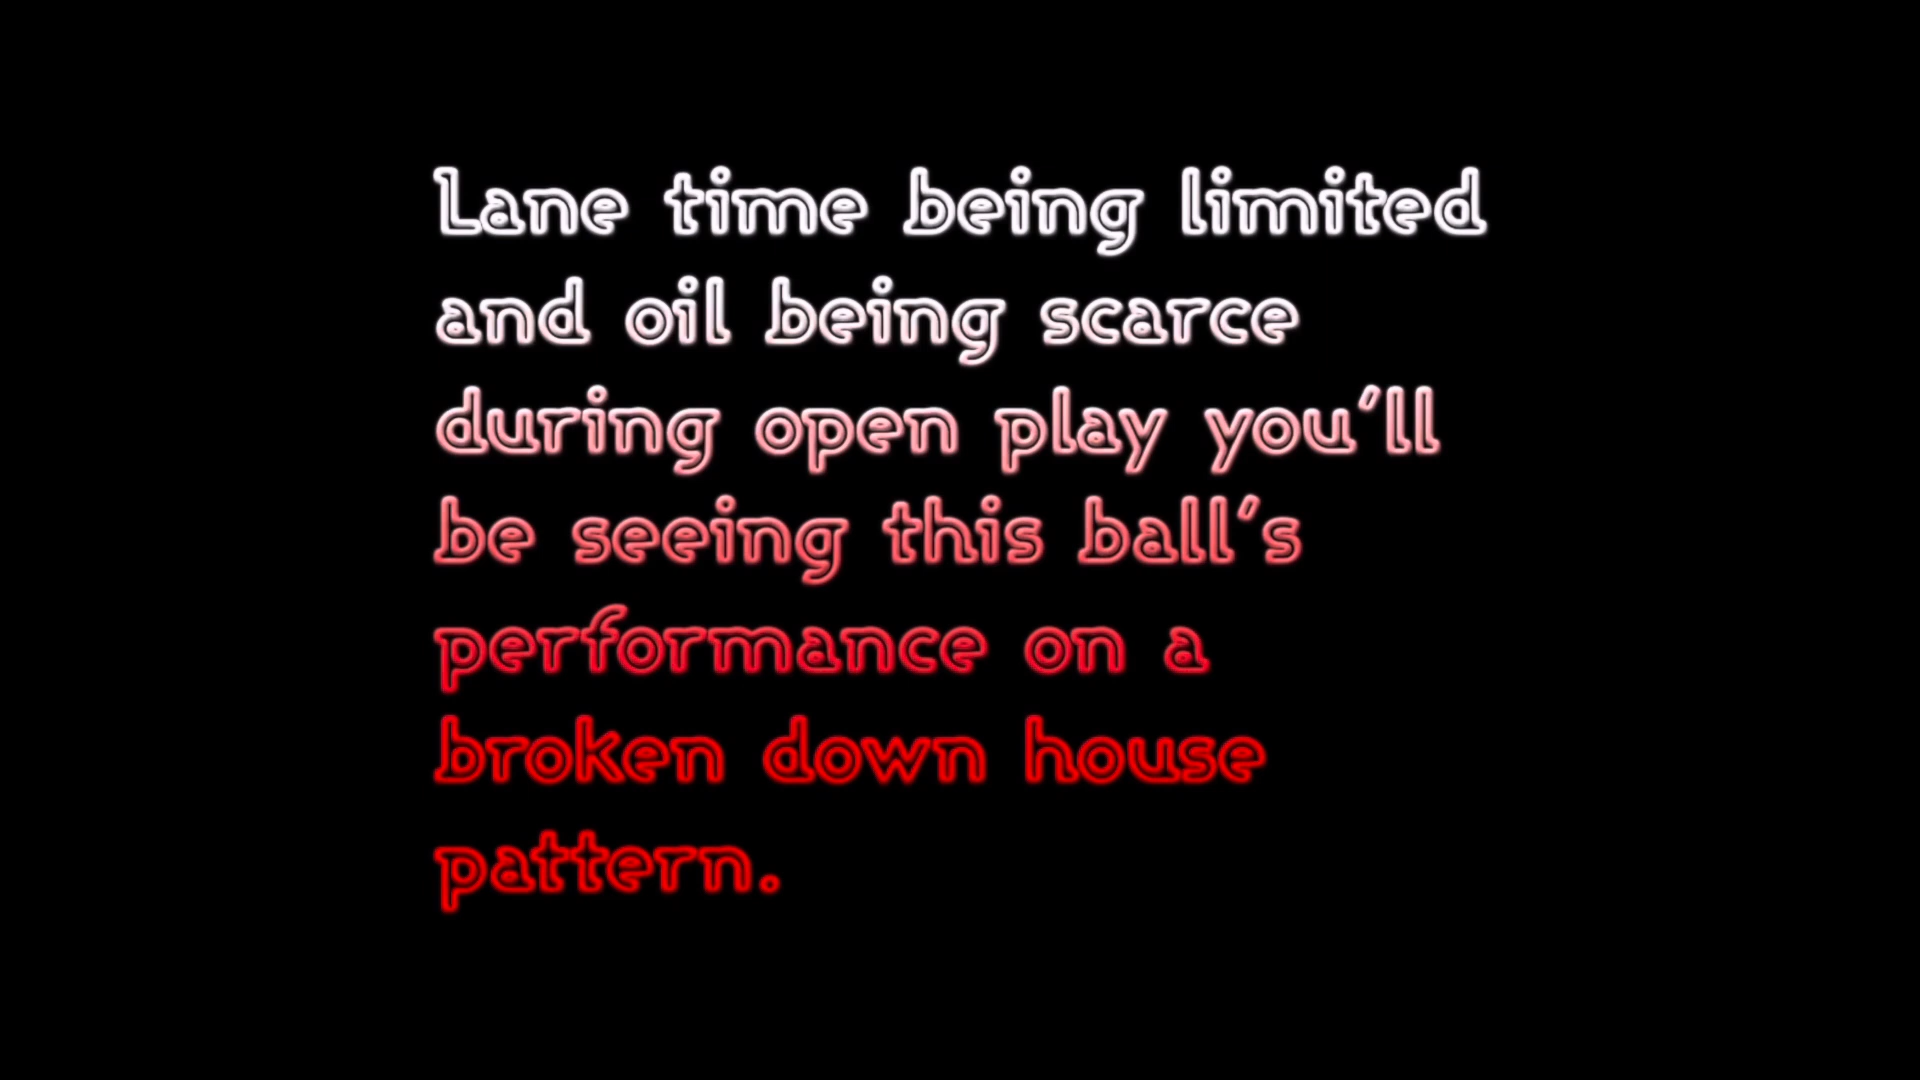 Lane time being limited
and oil being scarce
during open play you'll
be seeing this ball's
performance on a
broken down house
pattern.